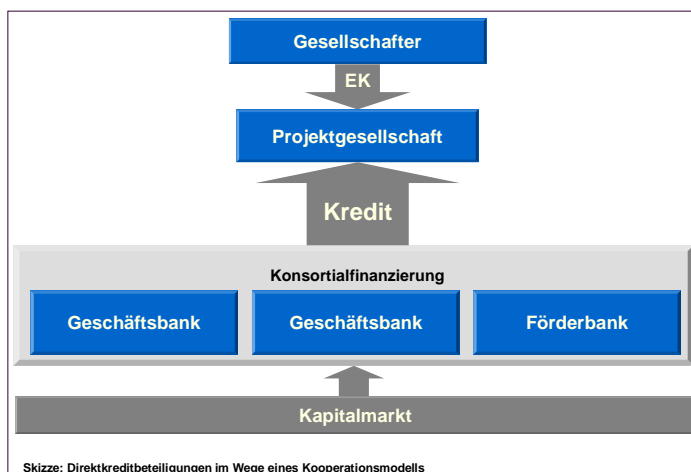 Gesellschafter
EK
Projektgesellschaft
Kredit
Konsortialfinanzierung
Geschäftsbank Geschäftsbank Förderbank
Kapitalmarkt
Skizze: Direktkreditbeteiligungen im Wege eines Kooperationsmodells